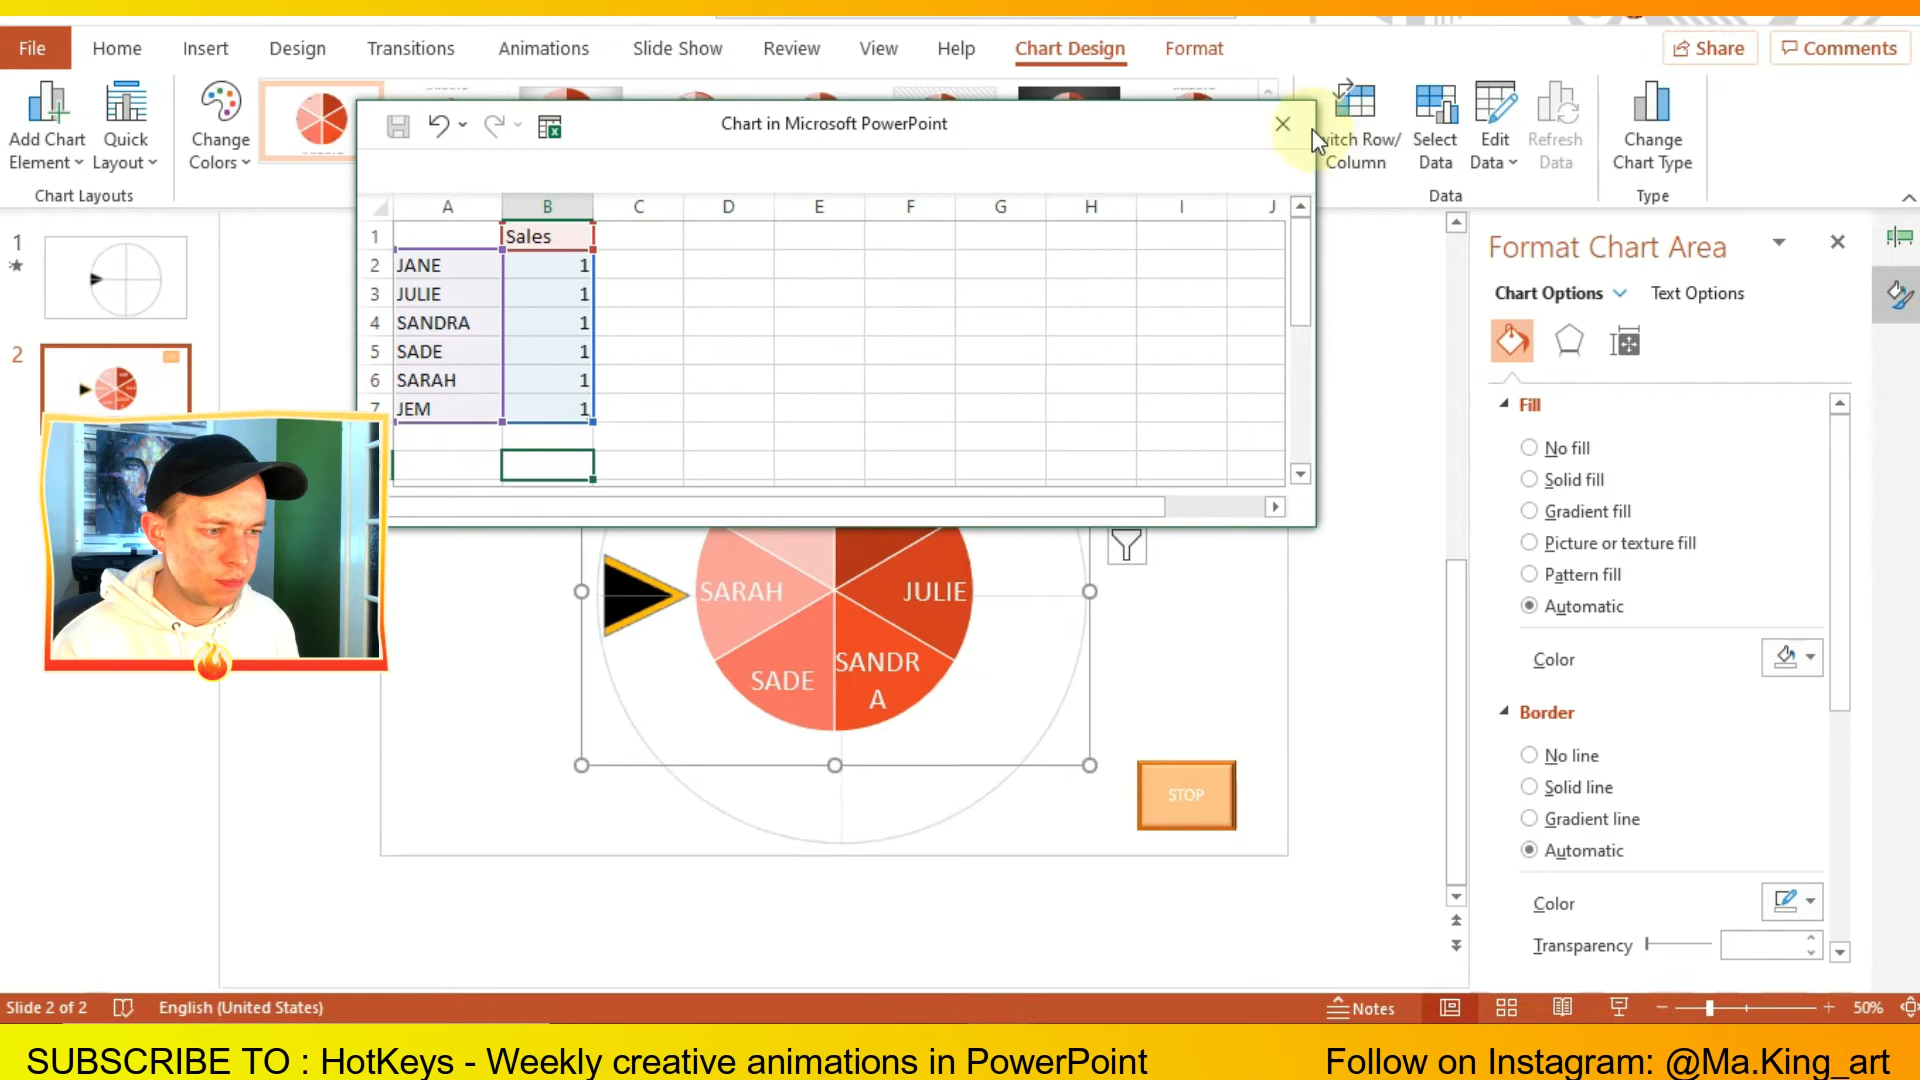 File Home Insert Design Transitions Animations Slide Show Review View Help Chart Design Format Share Comments
Add Chart Element
Quick Layout
Change Colors
Chart Layouts
Chart in Microsoft PowerPoint
Row/ Column
Select Data
Edit Data
Refresh Data
Change Chart Type
Data
Type
A B C D E F G H I J
1 Sales
2 JANE 1
3 JULIE 1
4 SANDRA 1
5 SADE 1
6 SARAH 1
7 JEM 1
1
2
SARAH
JULIE
SADE
SANDR
A
STOP
Format Chart Area
Chart Options Text Options
Fill
No fill
Solid fill
Gradient fill
Picture or texture fill
Pattern fill
Automatic
Color
Border
No line
Solid line
Gradient line
Automatic
Color
Transparency
Slide 2 of 2 English (United States) Notes 50%
SUBSCRIBE TO : HotKeys - Weekly creative animations in PowerPoint Follow on Instagram: @Ma.King_art